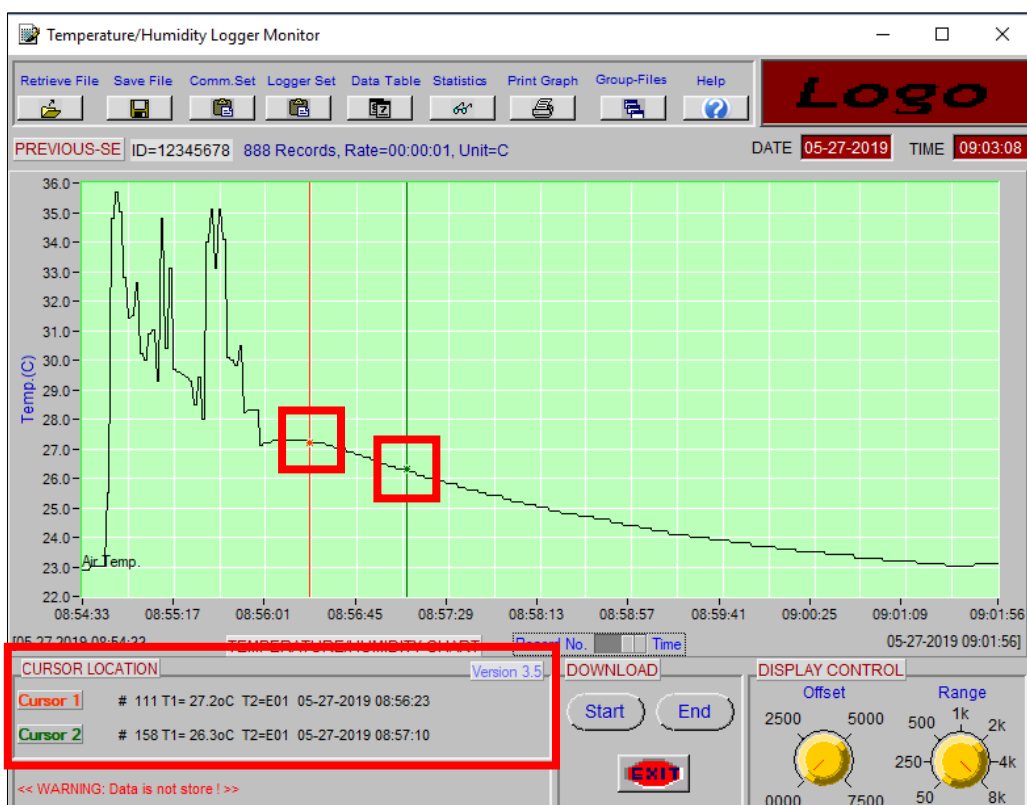 Temperature/Humidity Logger Monitor
Retrieve File Save File Comm.Set Logger Set Data Table Statistics Print Graph Group-Files Help
Logo
PREVIOUS-SE ID=12345678 888 Records, Rate=00:00:01, Unit=C DATE 05-27-2019 TIME 09:03:08
36.0
35.0
34.0
33.0
32.0
31.0
30.0
29.0
28.0
27.0
26.0
25.0
24.0
23.0
22.0
Temp.(C)
Air Temp.
08:54:33 08:55:17 08:56:01 08:56:45 08:57:29 08:58:13 08:58:57 08:59:41 09:00:25 09:01:09 09:01:56
[05-27-2019 08:54:33 TEMPERATURE/HUMIDITY CHART Record No. Time 05-27-2019 09:01:56]
CURSOR LOCATION Version 3.5
Cursor 1 # 111 T1= 27.2oC T2=E01 05-27-2019 08:56:23
Cursor 2 # 158 T1= 26.3oC T2=E01 05-27-2019 08:57:10
<< WARNING: Data is not store ! >>
DOWNLOAD
Start End
EXIT
DISPLAY CONTROL
Offset Range
2500 5000 500 1k 2k
250 4k
0000 7500 50 8k